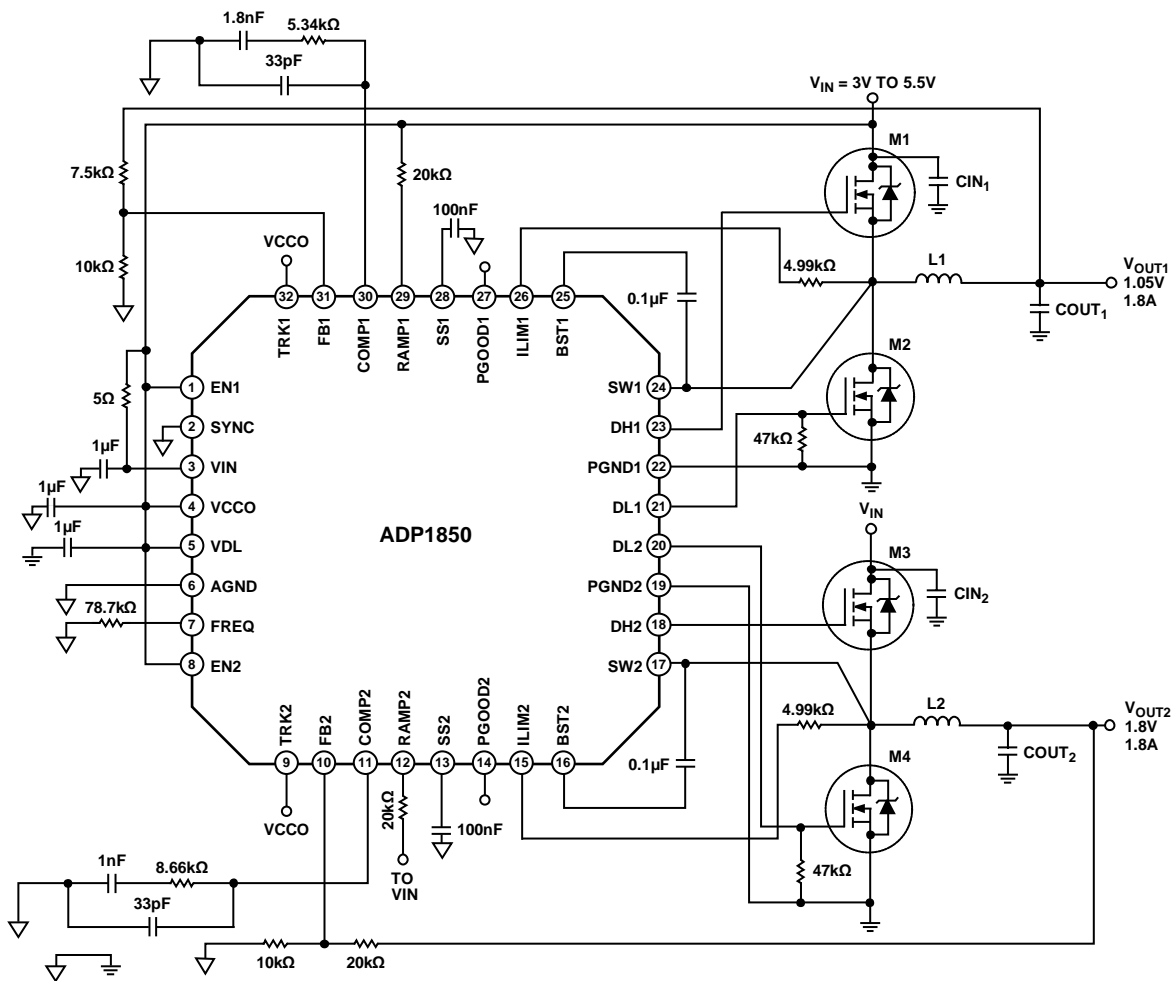 1.8nF
5.34kΩ
33pF
VIN = 3V TO 5.5V
M1
7.5kΩ
20kΩ
CIN1
100nF
VCCO
10kΩ
4.99kΩ
L1
VOUT1
1.05V
1.8A
0.1µF
COUT1
32
31
30
29
28
27
26
25
TRK1
FB1
COMP1
RAMP1
SS1
PGOOD1
ILIM1
BST1
M2
5Ω
1 EN1
SW1 24
2 SYNC
DH1 23
47kΩ
1µF
3 VIN
PGND1 22
1µF
4 VCCO
DL1 21
VIN
1µF
5 VDL
ADP1850
DL2 20
M3
6 AGND
PGND2 19
CIN2
78.7kΩ
7 FREQ
DH2 18
8 EN2
SW2 17
TRK2
FB2
COMP2
RAMP2
SS2
PGOOD2
ILIM2
BST2
4.99kΩ
L2
VOUT2
1.8V
1.8A
9
10
11
12
13
14
15
16
0.1µF
COUT2
M4
VCCO
20kΩ
100nF
TO
VIN
47kΩ
1nF
8.66kΩ
33pF
10kΩ
20kΩ